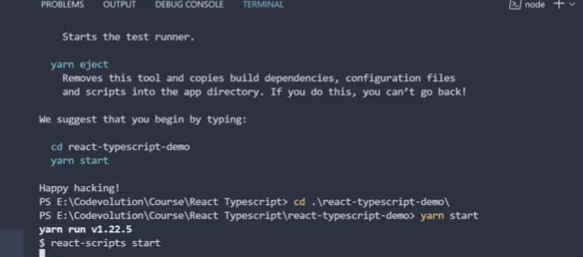 PROBLEMS OUTPUT DEBUG CONSOLE TERMINAL node
Starts the test runner.
yarn eject
Removes this tool and copies build dependencies, configuration files
and scripts into the app directory. If you do this, you can’t go back!
We suggest that you begin by typing:
cd react-typescript-demo
yarn start
Happy hacking!
PS E:\Codevolution\Course\React Typescript> cd .\react-typescript-demo\
PS E:\Codevolution\Course\React Typescript\react-typescript-demo> yarn start
yarn run v1.22.5
$ react-scripts start